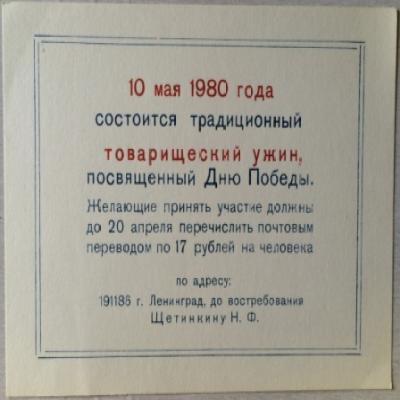 10 мая 1980 года
состоится традиционный
товарищеский ужин,
посвященный Дню Победы.
Желающие принять участие должны
до 20 апреля перечислить почтовым
переводом по 17 рублей на человека
по адресу:
191186 г. Ленинград, до востребования
Щетинкину Н. Ф.